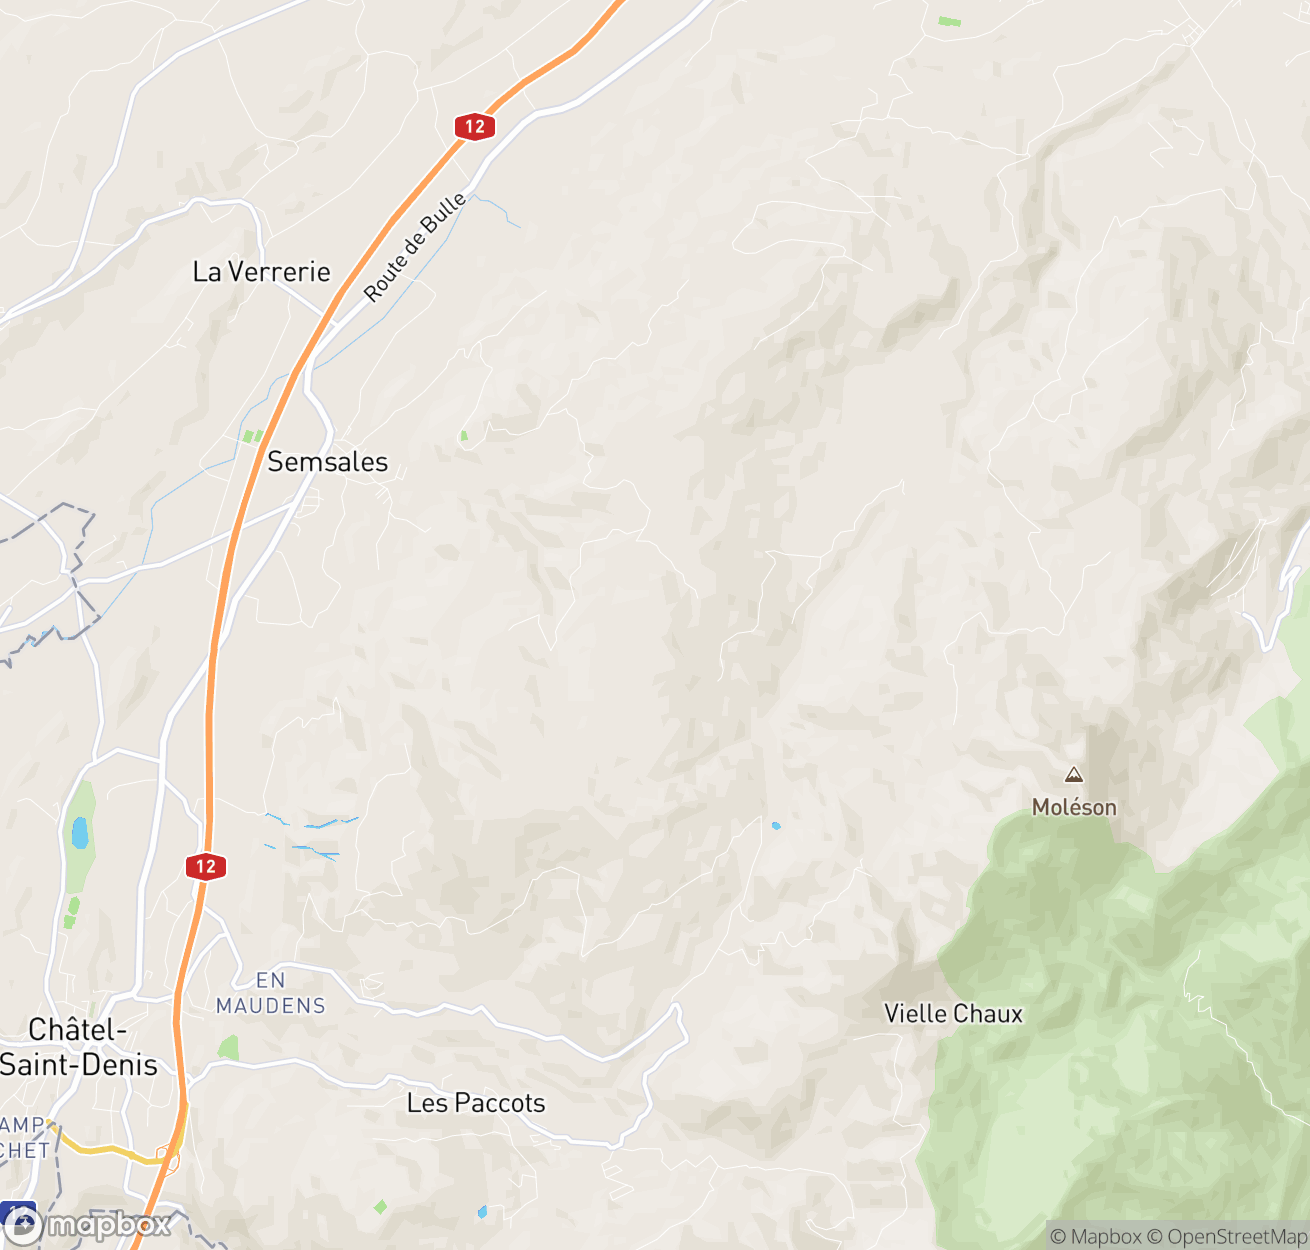 12
Route de Bulle
La Verrerie
Semsales
Moléson
12
EN
MAUDENS
Vielle Chaux
Châtel-
Saint-Denis
Les Paccots
AMP
CHET
mapbox
© Mapbox © OpenStreetMap